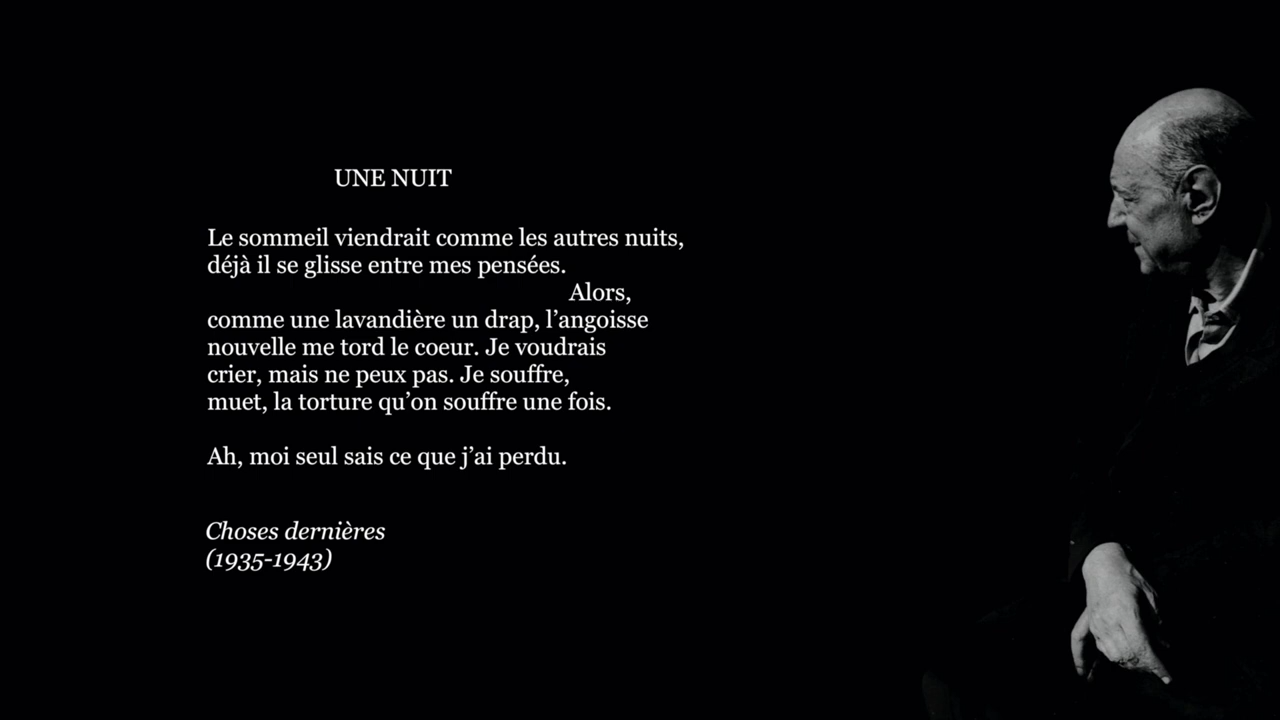 UNE NUIT
Le sommeil viendrait comme les autres nuits,
déjà il se glisse entre mes pensées.
Alors,
comme une lavandière un drap, l’angoisse
nouvelle me tord le coeur. Je voudrais
crier, mais ne peux pas. Je souffre,
muet, la torture qu’on souffre une fois.
Ah, moi seul sais ce que j’ai perdu.
Choses dernières
(1935-1943)